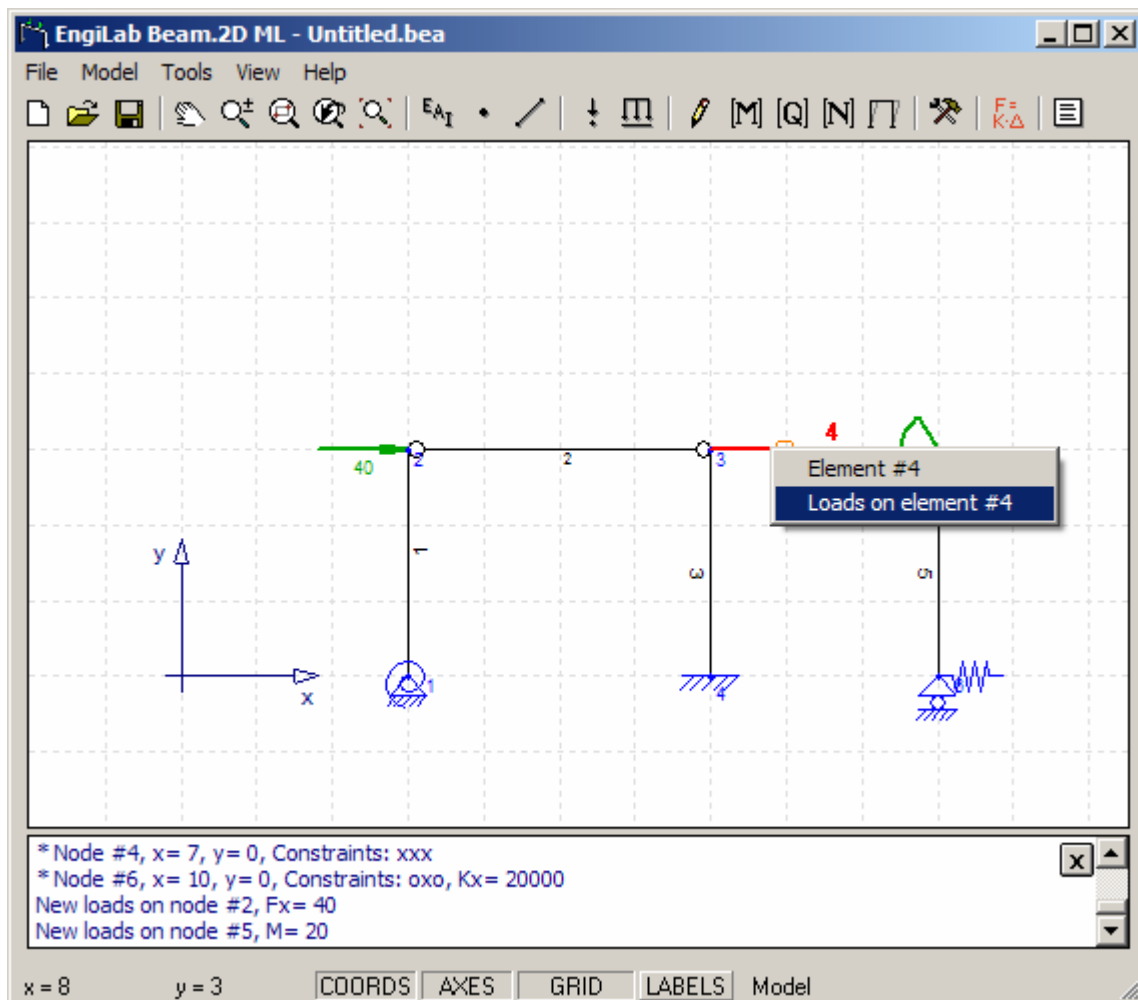 EngiLab Beam.2D ML - Untitled.bea
File Model Tools View Help
EAI [M] [Q] [N] F= K·Δ
4
40
2
2
3
Element #4
Loads on element #4
y
1
3
5
x
1
4
6
* Node #4, x= 7, y= 0, Constraints: xxx
* Node #6, x= 10, y= 0, Constraints: oxo, Kx= 20000
New loads on node #2, Fx= 40
New loads on node #5, M= 20
x
x = 8 y = 3 COORDS AXES GRID LABELS Model